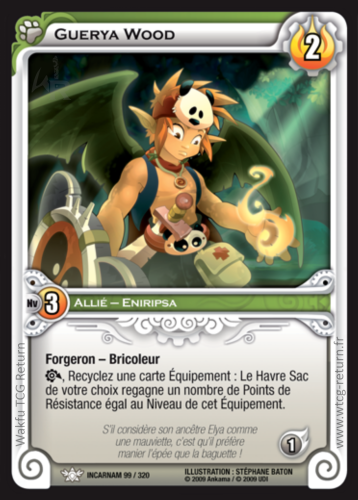 GUERYA WOOD
2
Nv 3 ALLIÉ – ENIRIPSA
Forgeron – Bricoleur
, Recyclez une carte Équipement : Le Havre Sac
de votre choix regagne un nombre de Points de
Résistance égal au Niveau de cet Équipement.
S'il considère son ancêtre Elya comme
une mauviette, c'est qu'il préfère
manier l'épée que la baguette !
1
INCARNAM 99 / 320
ILLUSTRATION : STÉPHANE BATON
© 2009 Ankama / © 2009 UDI
Wakfu TCG Return
www.wtcg-return.fr